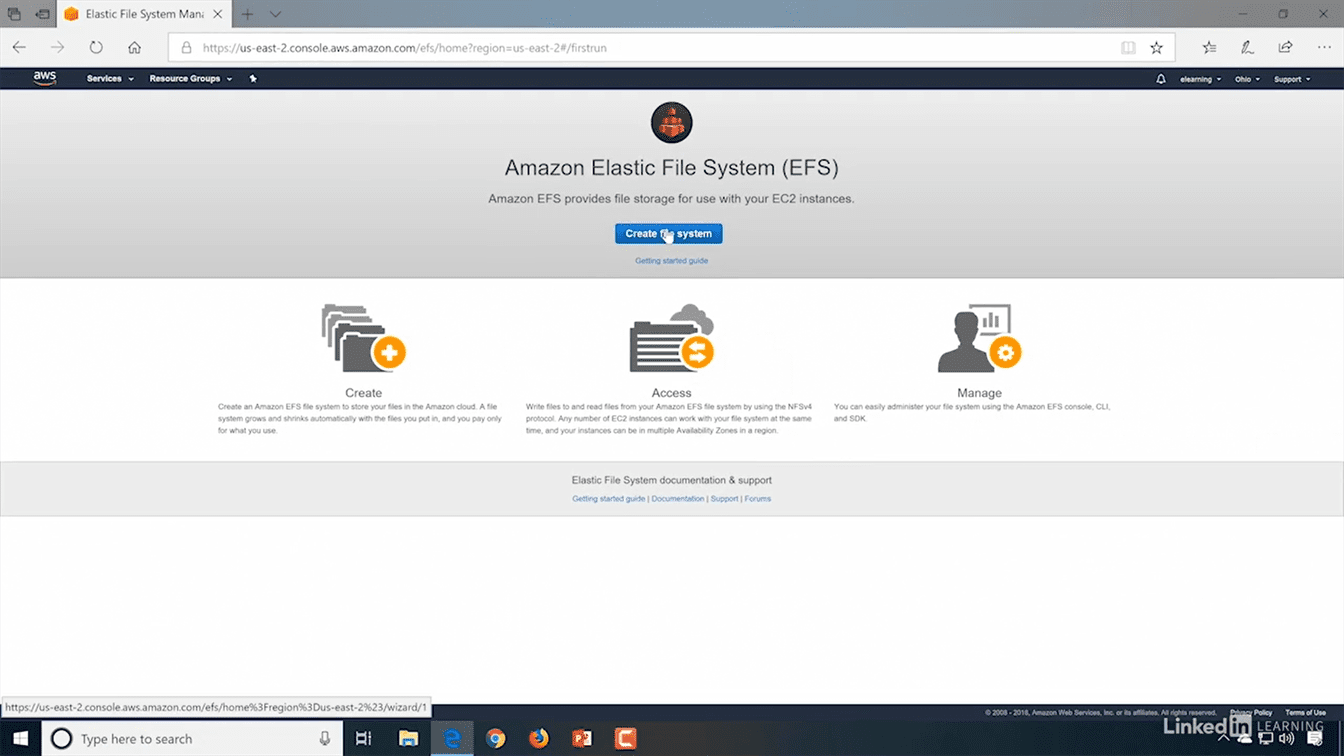 Elastic File System Mana
https://us-east-2.console.aws.amazon.com/efs/home?region=us-east-2#/firstrun
aws Services Resource Groups elearning Ohio Support
Amazon Elastic File System (EFS)
Amazon EFS provides file storage for use with your EC2 instances.
Create file system
Getting started guide
Create
Create an Amazon EFS file system to store your files in the Amazon cloud. A file
system grows and shrinks automatically with the files you put in, and you pay only
for what you use.
Access
Write files to and read files from your Amazon EFS file system by using the NFSv4
protocol. Any number of EC2 instances can work with your file system at the same
time, and your instances can be in multiple Availability Zones in a region.
Manage
You can easily administer your file system using the Amazon EFS console, CLI,
and SDK.
Elastic File System documentation & support
Getting started guide | Documentation | Support | Forums
https://us-east-2.console.aws.amazon.com/efs/home%3Fregion%3Dus-east-2%23/wizard/1
© 2008 - 2018, Amazon Web Services, Inc. or its affiliates. All rights reserved. Privacy Policy Terms of Use
Linked in LEARNING
Type here to search